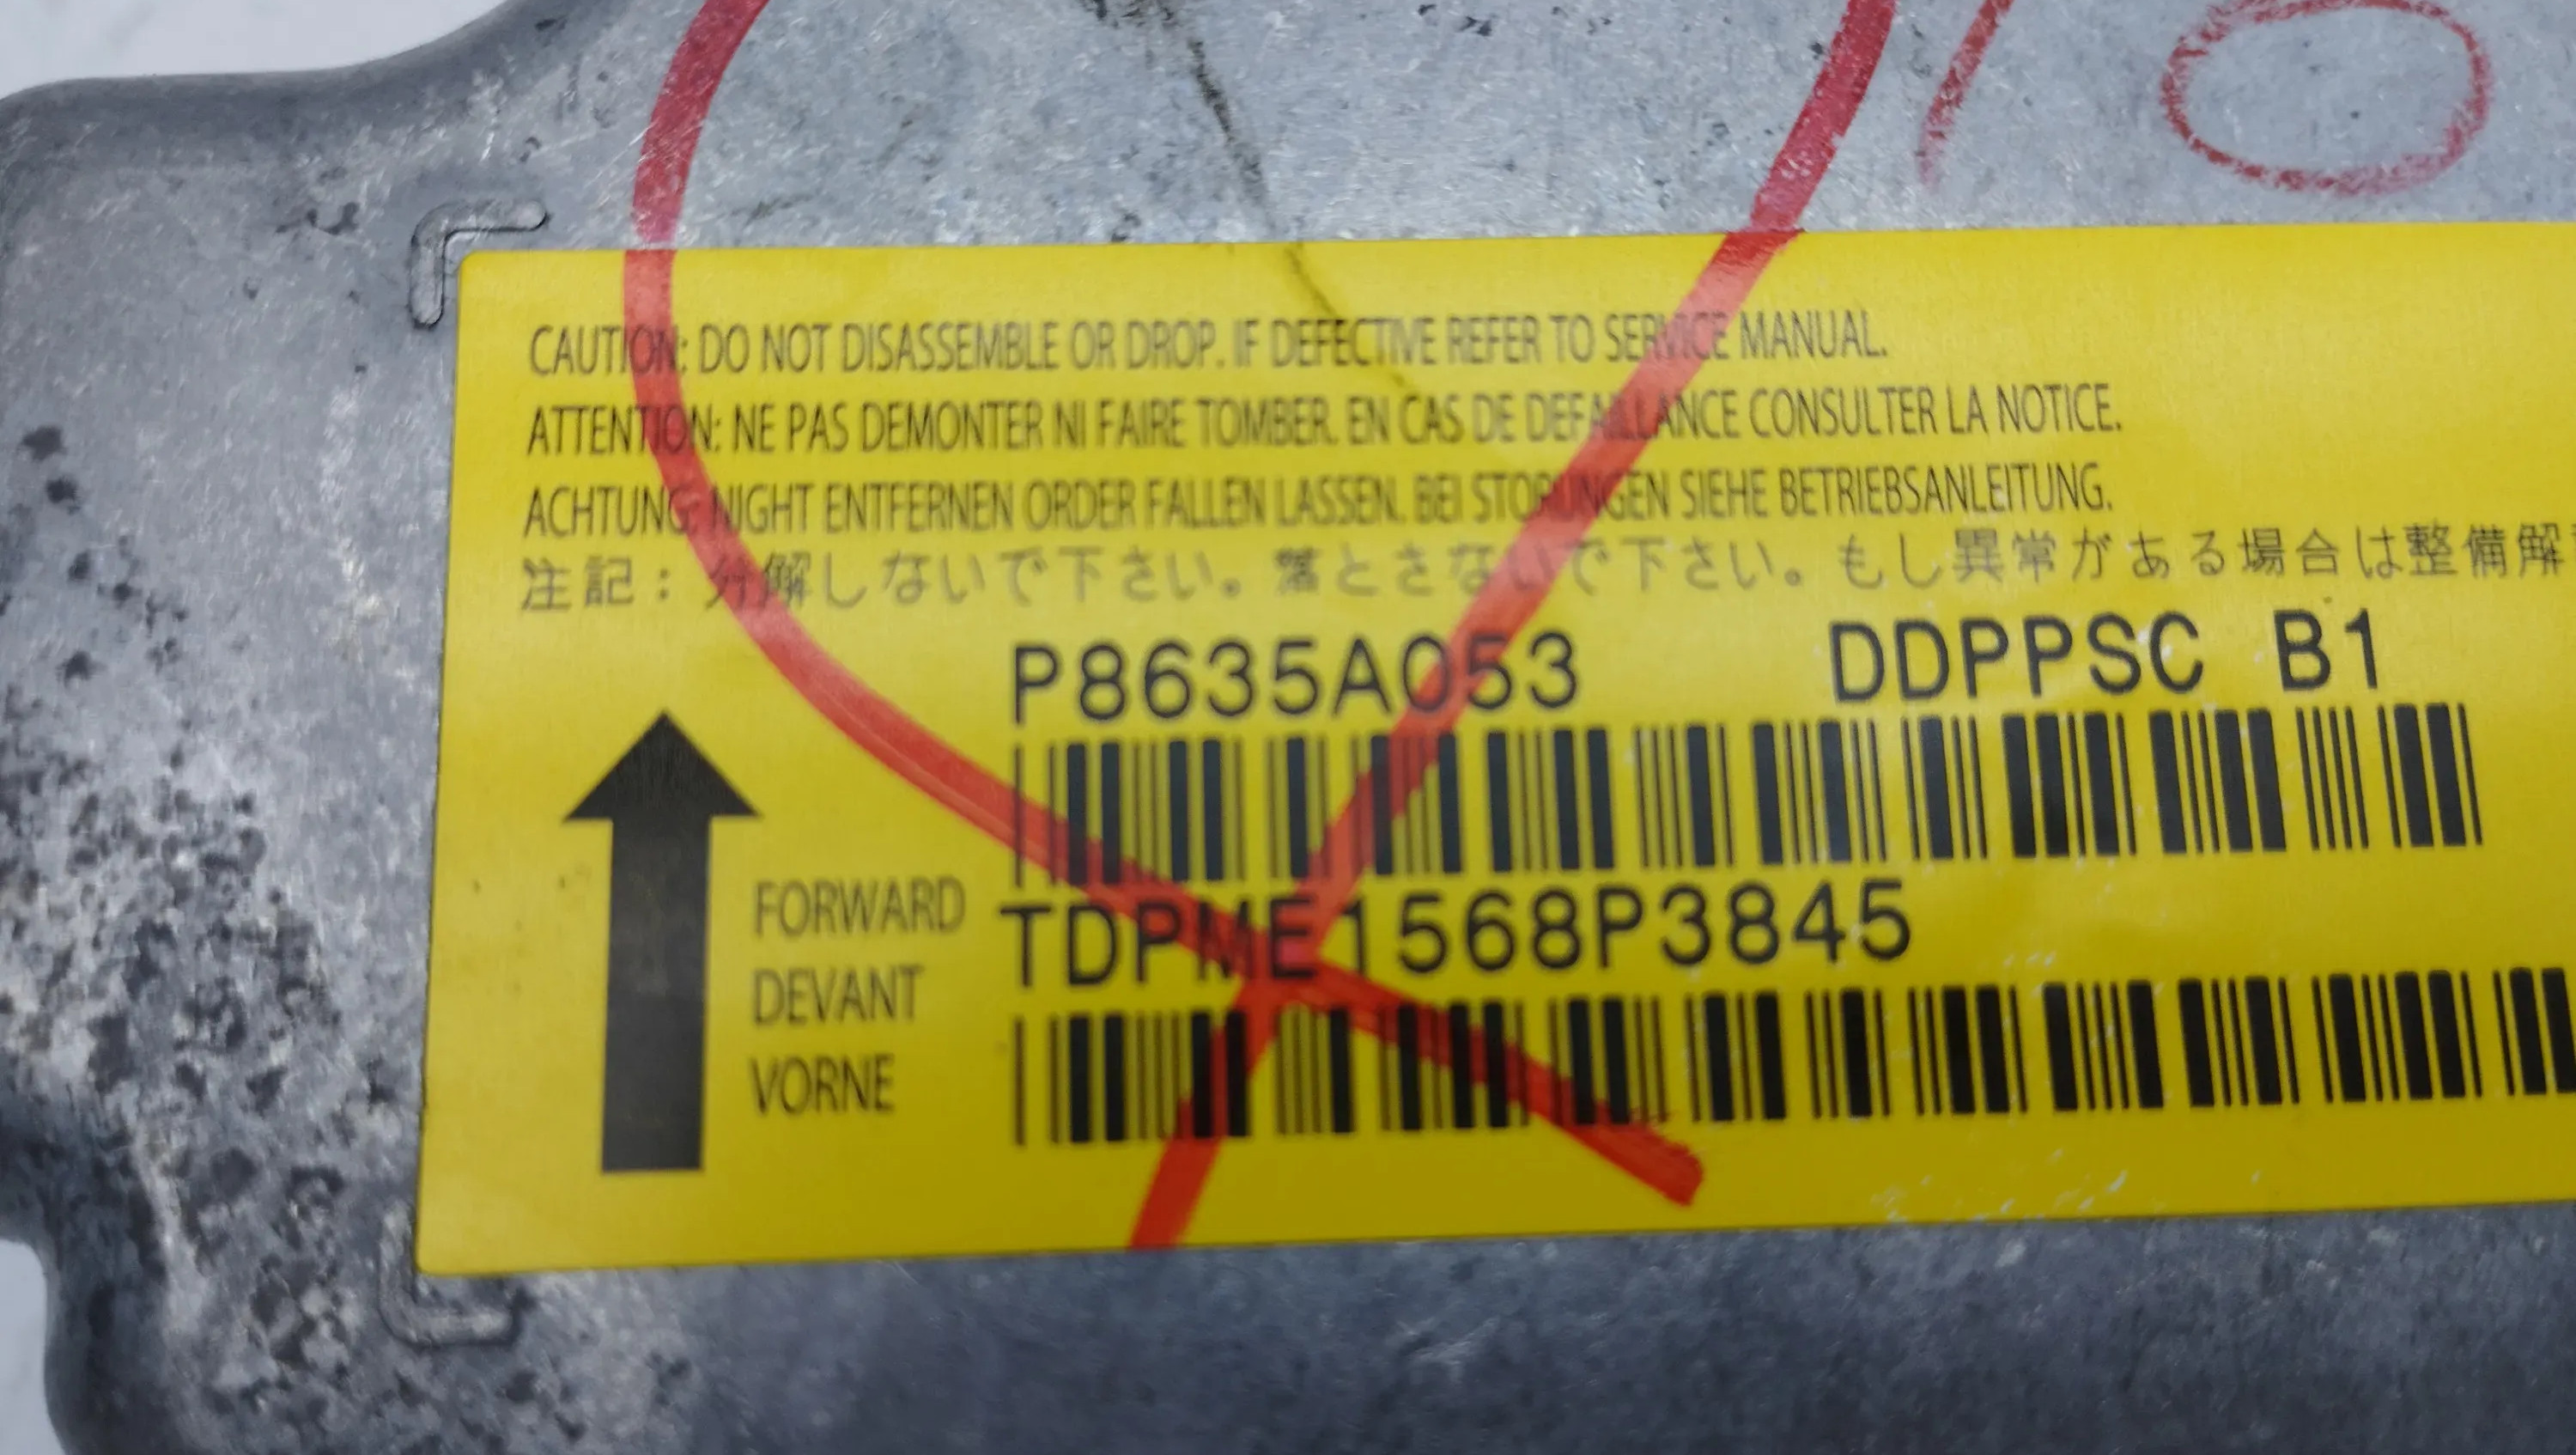 10
CAUTION: DO NOT DISASSEMBLE OR DROP. IF DEFECTIVE REFER TO SERVICE MANUAL.
ATTENTION: NE PAS DEMONTER NI FAIRE TOMBER. EN CAS DE DEFAILLANCE CONSULTER LA NOTICE.
ACHTUNG: NIGHT ENTFERNEN ORDER FALLEN LASSEN. BEI STORUNGEN SIEHE BETRIEBSANLEITUNG.
注記：分解しないで下さい。落とさないで下さい。もし異常がある場合は整備解
P8635A053 DDPPSC B1
TDPME1568P3845
FORWARD
DEVANT
VORNE